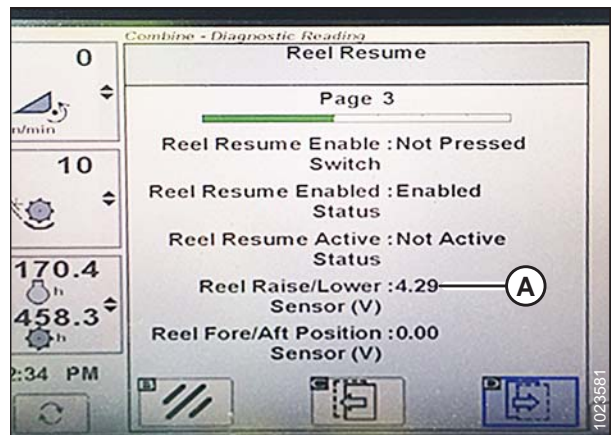 Combine - Diagnostic Reading
Reel Resume
Page 3
Reel Resume Enable :Not Pressed
Switch
Reel Resume Enabled :Enabled
Status
Reel Resume Active :Not Active
Status
Reel Raise/Lower :4.29
Sensor (V)
Reel Fore/Aft Position :0.00
Sensor (V)
A
0
n/min
10
170.4
h
458.3
h
2:34 PM
1023581